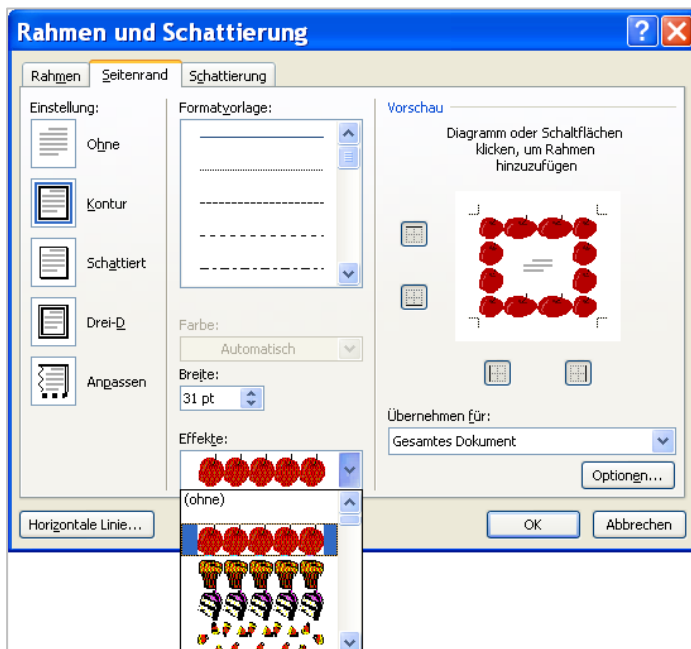 Rahmen und Schattierung
Rahmen
Seitenrand
Schattierung
Einstellung:
Ohne
Kontur
Schattiert
Drei-D
Anpassen
Formatvorlage:
Farbe:
Automatisch
Breite:
31 pt
Effekte:
(ohne)
Vorschau
Diagramm oder Schaltflächen
klicken, um Rahmen
hinzuzufügen
Übernehmen für:
Gesamtes Dokument
Optionen...
Horizontale Linie...
OK
Abbrechen